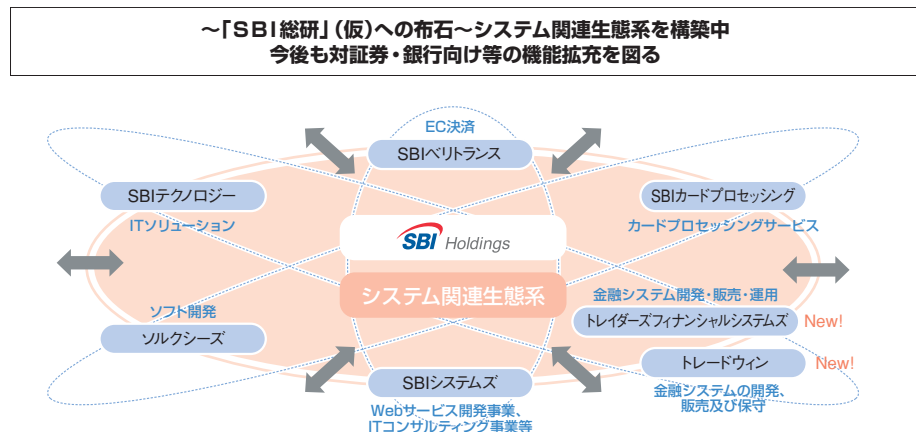 ～「SBI総研」(仮)への布石～システム関連生態系を構築中
今後も対証券・銀行向け等の機能拡充を図る
EC決済
SBIベリトランス
SBIテクノロジー
ITソリューション
SBIカードプロセッシング
カードプロセッシングサービス
SBI Holdings
システム関連生態系
ソフト開発
ソルクシーズ
金融システム開発・販売・運用
トレイダーズフィナンシャルシステムズ New!
トレードウィン New!
金融システムの開発、
販売及び保守
SBIシステムズ
Webサービス開発事業、
ITコンサルティング事業等